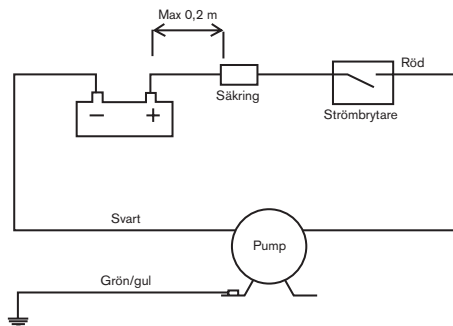 Max 0,2 m
Röd
Säkring
Strömbrytare
− +
Svart
Pump
Grön/gul